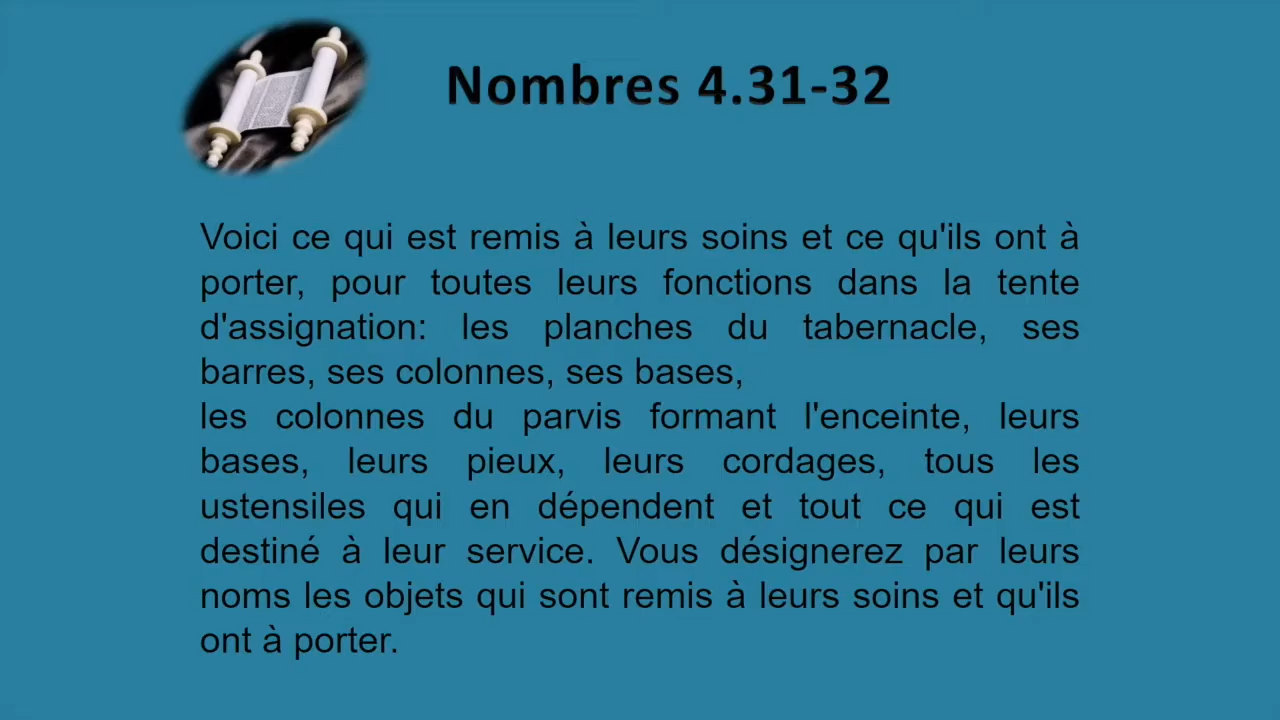 Nombres 4.31-32
Voici ce qui est remis à leurs soins et ce qu'ils ont à
porter, pour toutes leurs fonctions dans la tente
d'assignation: les planches du tabernacle, ses
barres, ses colonnes, ses bases,
les colonnes du parvis formant l'enceinte, leurs
bases, leurs pieux, leurs cordages, tous les
ustensiles qui en dépendent et tout ce qui est
destiné à leur service. Vous désignerez par leurs
noms les objets qui sont remis à leurs soins et qu'ils
ont à porter.